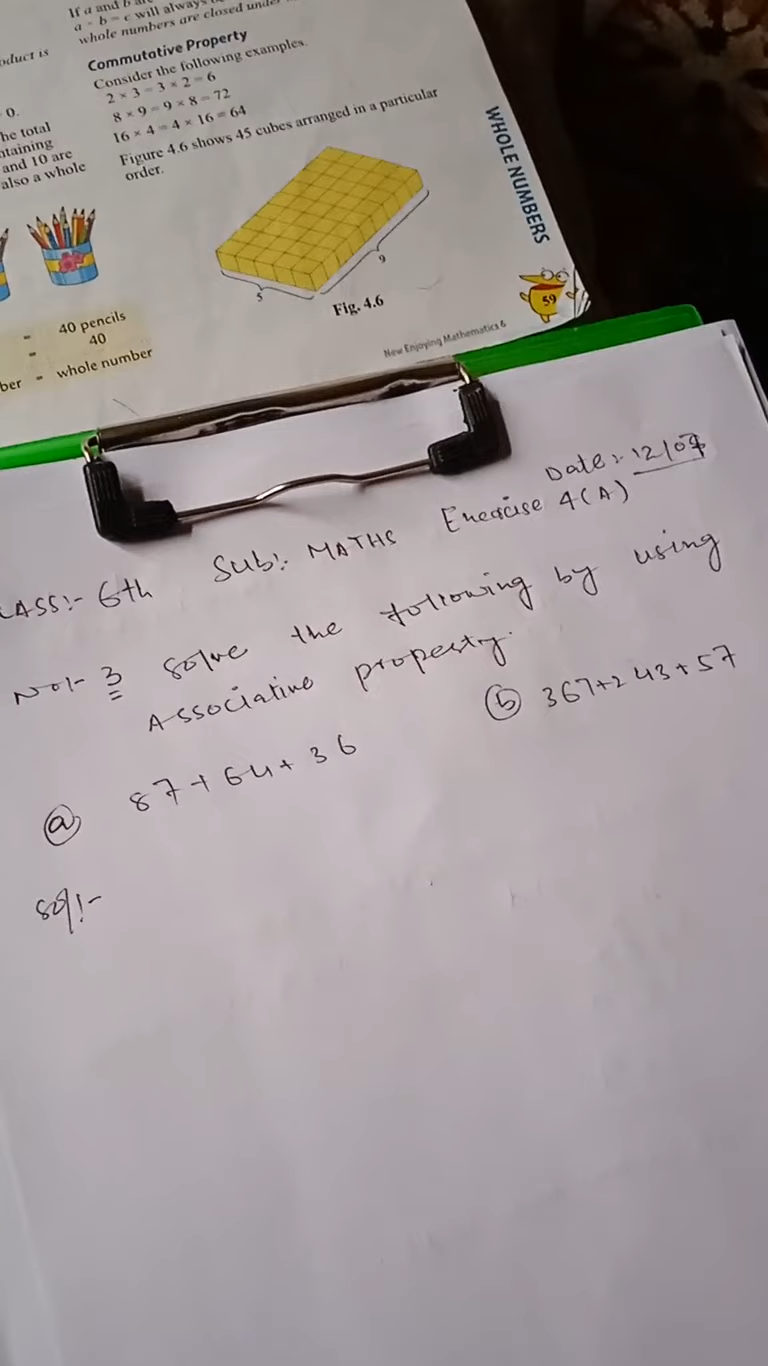 If a and b are
a × b = c will always
whole numbers are closed under
oduct is
Commutative Property
Consider the following examples.
2 × 3 = 3 × 2 = 6
8 × 9 = 9 × 8 = 72
16 × 4 = 4 × 16 = 64
Figure 4.6 shows 45 cubes arranged in a particular
order.
0.
he total
ntaining
and 10 are
also a whole
5
9
Fig. 4.6
= 40 pencils
= 40
ber = whole number
WHOLE NUMBERS
59
New Enjoying Mathematics 6
Date:- 12/07
LASS:- 6th Sub:- MATHS Exercise 4(A)
No:- 3 Solve the following by using
Associative property.
(a) 87+64+36
(b) 367+243+57
Sol:-